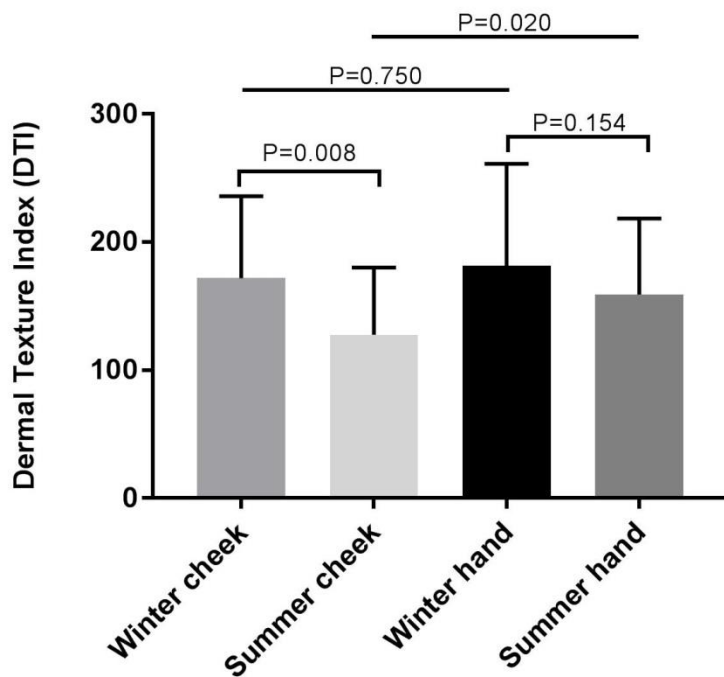 P=0.020
P=0.750
300
P=0.154
P=0.008
Dermal Texture Index (DTI)
200
100
0
Winter cheek
Summer cheek
Winter hand
Summer hand